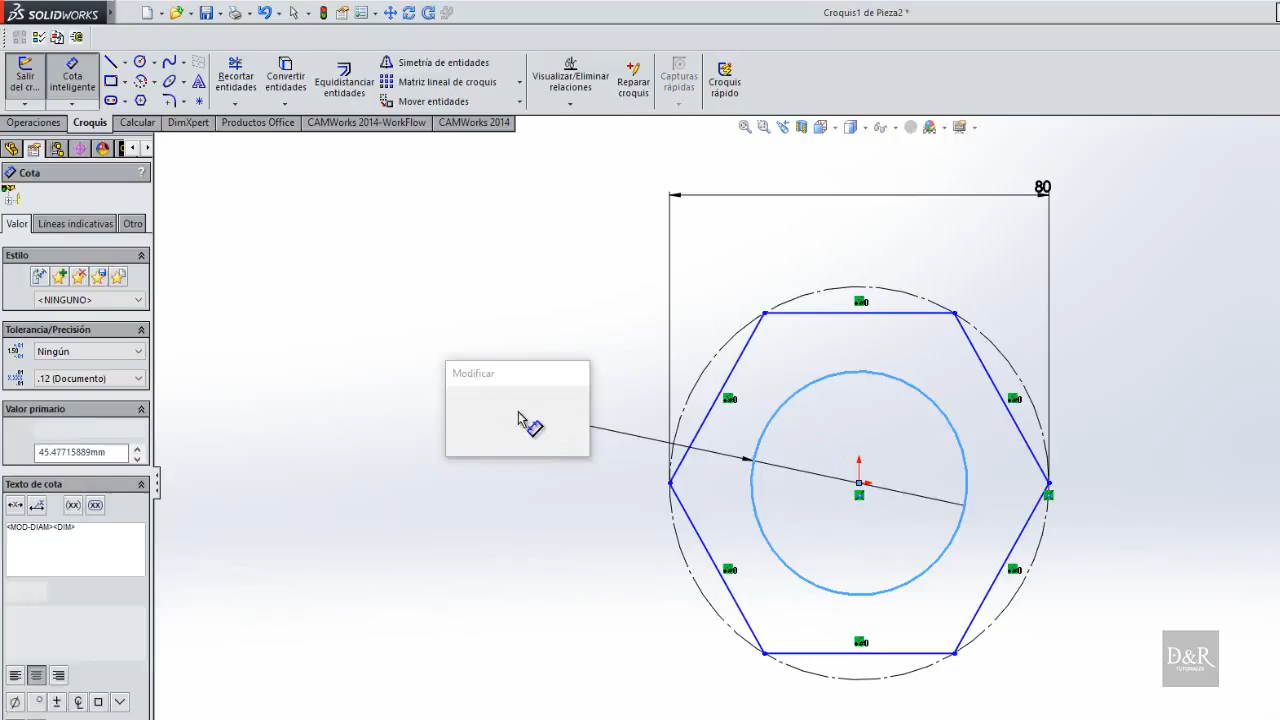 SOLIDWORKS
Croquis1 de Pieza2 *
Salir del cr...
Cota inteligente
Recortar entidades
Convertir entidades
Equidistanciar entidades
Simetría de entidades
Matriz lineal de croquis
Mover entidades
Visualizar/Eliminar relaciones
Reparar croquis
Capturas rápidas
Croquis rápido
Operaciones
Croquis
Calcular
DimXpert
Productos Office
CAMWorks 2014-WorkFlow
CAMWorks 2014
Cota
?
Valor
Líneas indicativas
Otro
Estilo
<NINGUNO>
Tolerancia/Precisión
Ningún
.12 (Documento)
Valor primario
45.47715889mm
Texto de cota
<MOD-DIAM><DIM>
Modificar
80
D&R
TUTORIALES